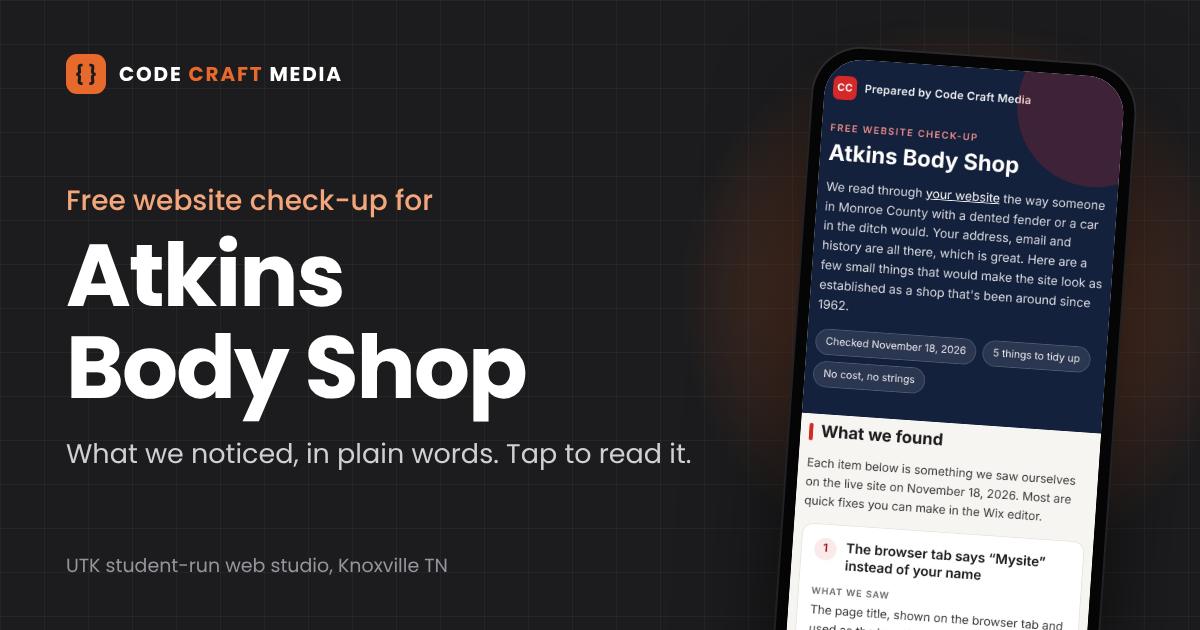 { } CODE CRAFT MEDIA
Free website check-up for
Atkins
Body Shop
What we noticed, in plain words. Tap to read it.
UTK student-run web studio, Knoxville TN
CC Prepared by Code Craft Media
FREE WEBSITE CHECK-UP
Atkins Body Shop
We read through your website the way someone
in Monroe County with a dented fender or a car
in the ditch would. Your address, email and
history are all there, which is great. Here are a
few small things that would make the site look as
established as a shop that's been around since
1962.
Checked November 18, 2026 5 things to tidy up
No cost, no strings
What we found
Each item below is something we saw ourselves
on the live site on November 18, 2026. Most are
quick fixes you can make in the Wix editor.
1 The browser tab says “Mysite”
instead of your name
WHAT WE SAW
The page title, shown on the browser tab and
used as the